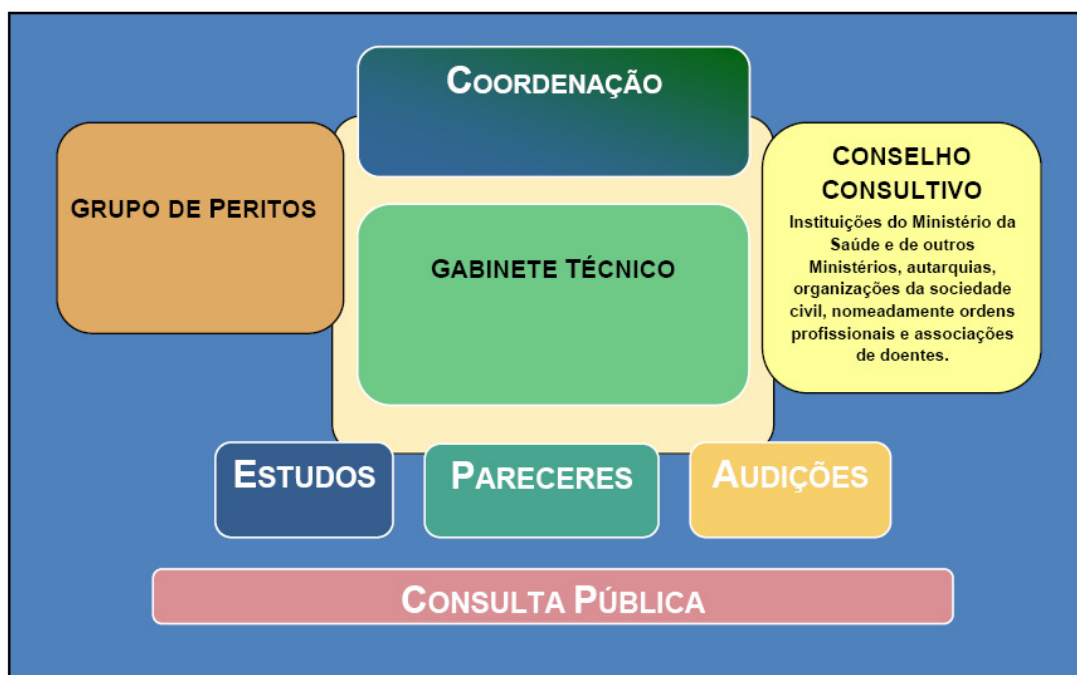 COORDENAÇÃO
GRUPO DE PERITOS
GABINETE TÉCNICO
CONSELHO
CONSULTIVO
Instituições do Ministério da
Saúde e de outros
Ministérios, autarquias,
organizações da sociedade
civil, nomeadamente ordens
profissionais e associações
de doentes.
ESTUDOS
PARECERES
AUDIÇÕES
CONSULTA PÚBLICA